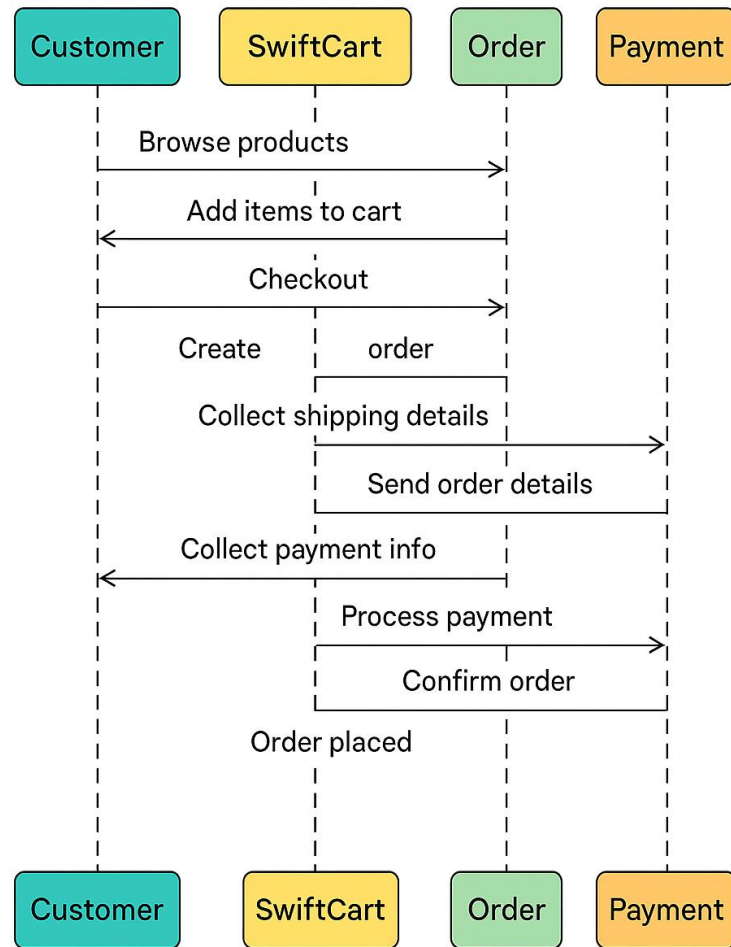 Customer SwiftCart Order Payment
Browse products
Add items to cart
Checkout
Create order
Collect shipping details
Send order details
Collect payment info
Process payment
Confirm order
Order placed
Customer SwiftCart Order Payment